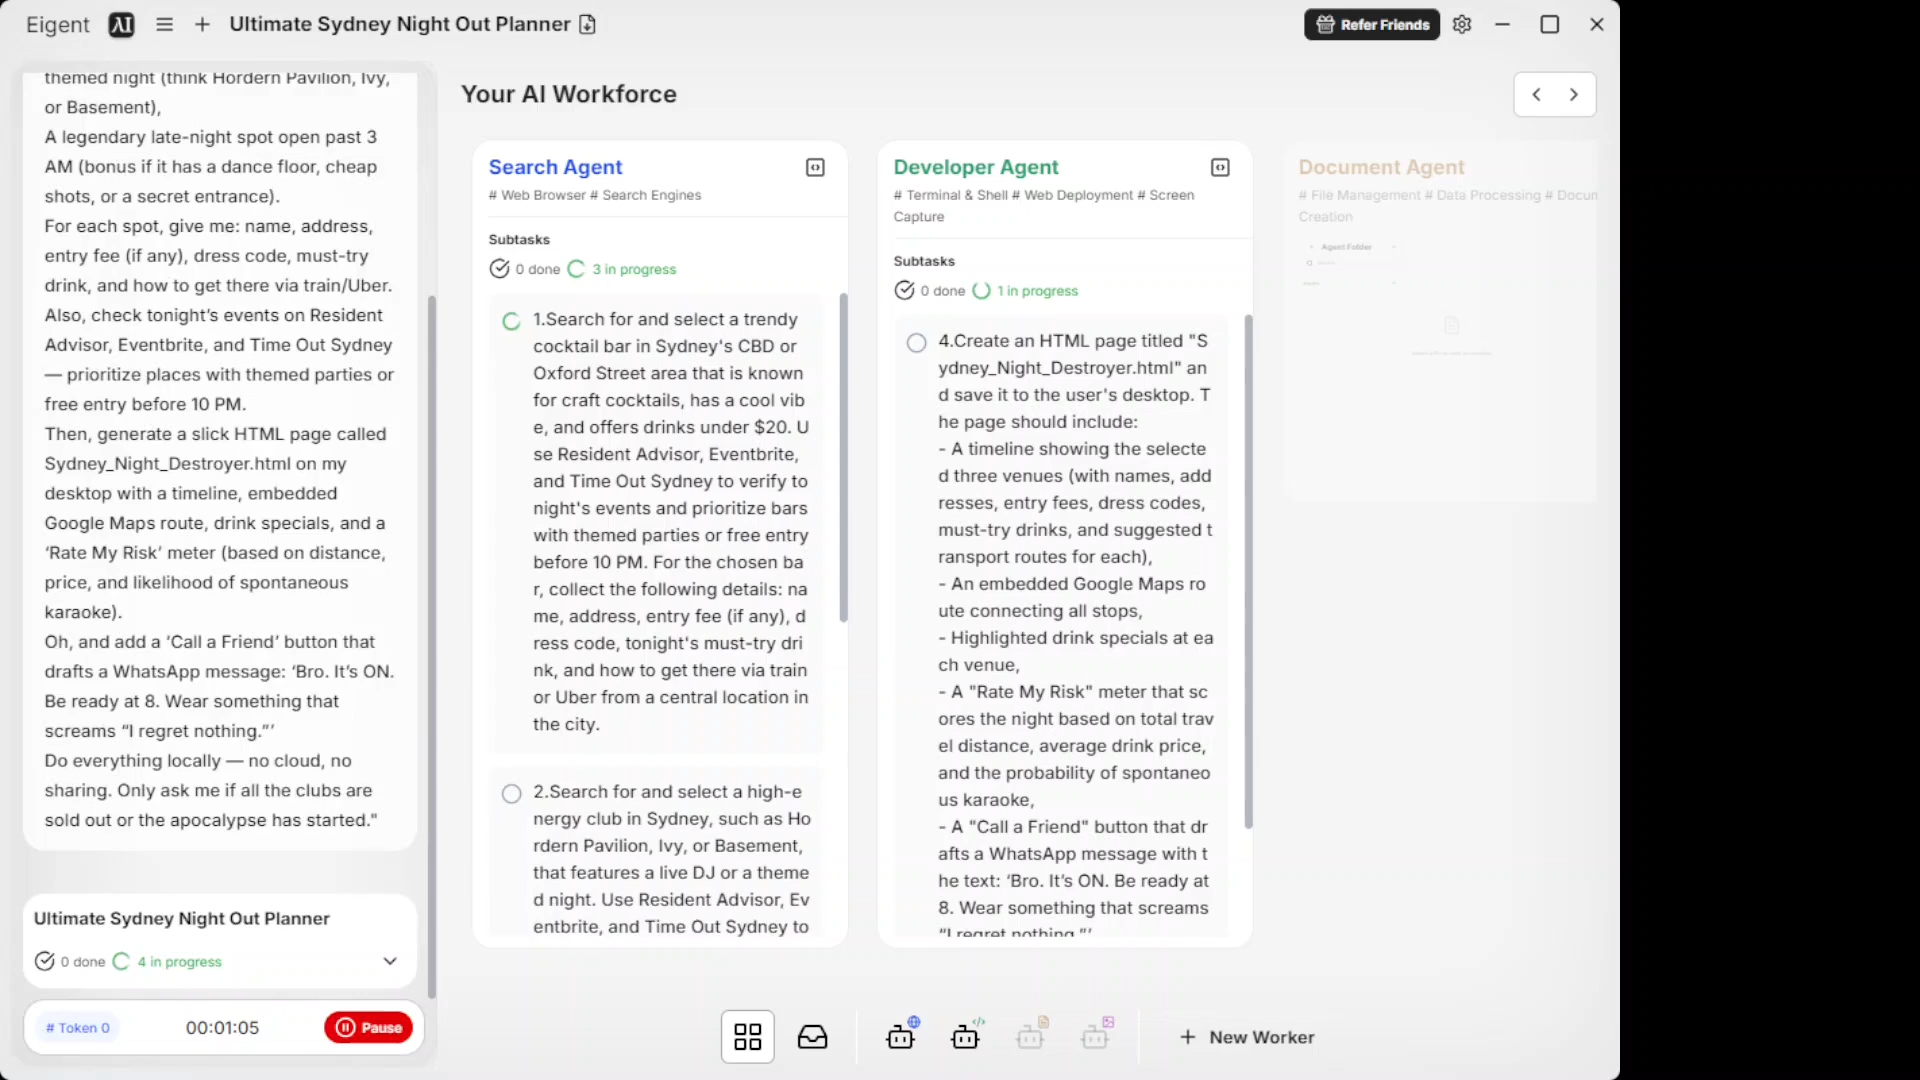 Eigent
AI
Ultimate Sydney Night Out Planner
Refer Friends
themed night (think Hordern Pavilion, Ivy,
or Basement),
A legendary late-night spot open past 3
AM (bonus if it has a dance floor, cheap
shots, or a secret entrance).
For each spot, give me: name, address,
entry fee (if any), dress code, must-try
drink, and how to get there via train/Uber.
Also, check tonight's events on Resident
Advisor, Eventbrite, and Time Out Sydney
— prioritize places with themed parties or
free entry before 10 PM.
Then, generate a slick HTML page called
Sydney_Night_Destroyer.html on my
desktop with a timeline, embedded
Google Maps route, drink specials, and a
‘Rate My Risk’ meter (based on distance,
price, and likelihood of spontaneous
karaoke).
Oh, and add a ‘Call a Friend’ button that
drafts a WhatsApp message: ‘Bro. It’s ON.
Be ready at 8. Wear something that
screams “I regret nothing.”’
Do everything locally — no cloud, no
sharing. Only ask me if all the clubs are
sold out or the apocalypse has started."
Ultimate Sydney Night Out Planner
0 done 4 in progress
# Token 0
00:01:05
Pause
Your AI Workforce
Search Agent
# Web Browser # Search Engines
Subtasks
0 done 3 in progress
1.Search for and select a trendy
cocktail bar in Sydney's CBD or
Oxford Street area that is known
for craft cocktails, has a cool vib
e, and offers drinks under $20. U
se Resident Advisor, Eventbrite,
and Time Out Sydney to verify to
night's events and prioritize bars
with themed parties or free entry
before 10 PM. For the chosen ba
r, collect the following details: na
me, address, entry fee (if any), d
ress code, tonight's must-try dri
nk, and how to get there via train
or Uber from a central location in
the city.
2.Search for and select a high-e
nergy club in Sydney, such as Ho
rdern Pavilion, Ivy, or Basement,
that features a live DJ or a theme
d night. Use Resident Advisor, Ev
entbrite, and Time Out Sydney to
Developer Agent
# Terminal & Shell # Web Deployment # Screen
Capture
Subtasks
0 done 1 in progress
4.Create an HTML page titled "S
ydney_Night_Destroyer.html" an
d save it to the user's desktop. T
he page should include:
- A timeline showing the selecte
d three venues (with names, add
resses, entry fees, dress codes,
must-try drinks, and suggested t
ransport routes for each),
- An embedded Google Maps ro
ute connecting all stops,
- Highlighted drink specials at ea
ch venue,
- A "Rate My Risk" meter that sc
ores the night based on total trav
el distance, average drink price,
and the probability of spontaneo
us karaoke,
- A "Call a Friend" button that dr
afts a WhatsApp message with t
he text: ‘Bro. It’s ON. Be ready at
8. Wear something that screams
“I regret nothing.”’
Document Agent
# File Management # Data Processing # Docun
Creation
Agent Folder
New Worker